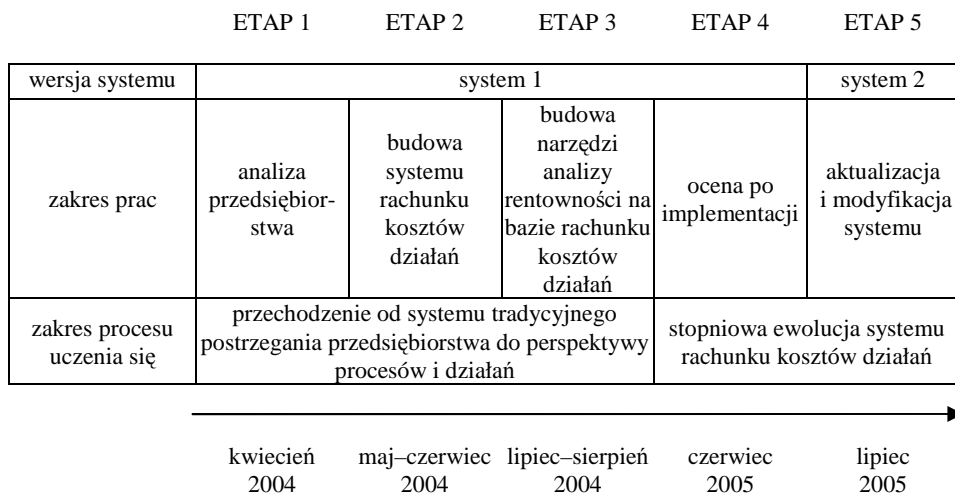 ETAP 1 ETAP 2 ETAP 3 ETAP 4 ETAP 5
wersja systemu system 1 system 2
zakres prac
analiza
przedsiębior-
stwa
budowa
systemu
rachunku
kosztów
działań
budowa
narzędzi
analizy
rentowności na
bazie rachunku
kosztów
działań
ocena po
implementacji
aktualizacja
i modyfikacja
systemu
zakres procesu
uczenia się
przechodzenie od systemu tradycyjnego
postrzegania przedsiębiorstwa do perspektywy
procesów i działań
stopniowa ewolucja systemu
rachunku kosztów działań
kwiecień
2004
maj–czerwiec
2004
lipiec–sierpień
2004
czerwiec
2005
lipiec
2005